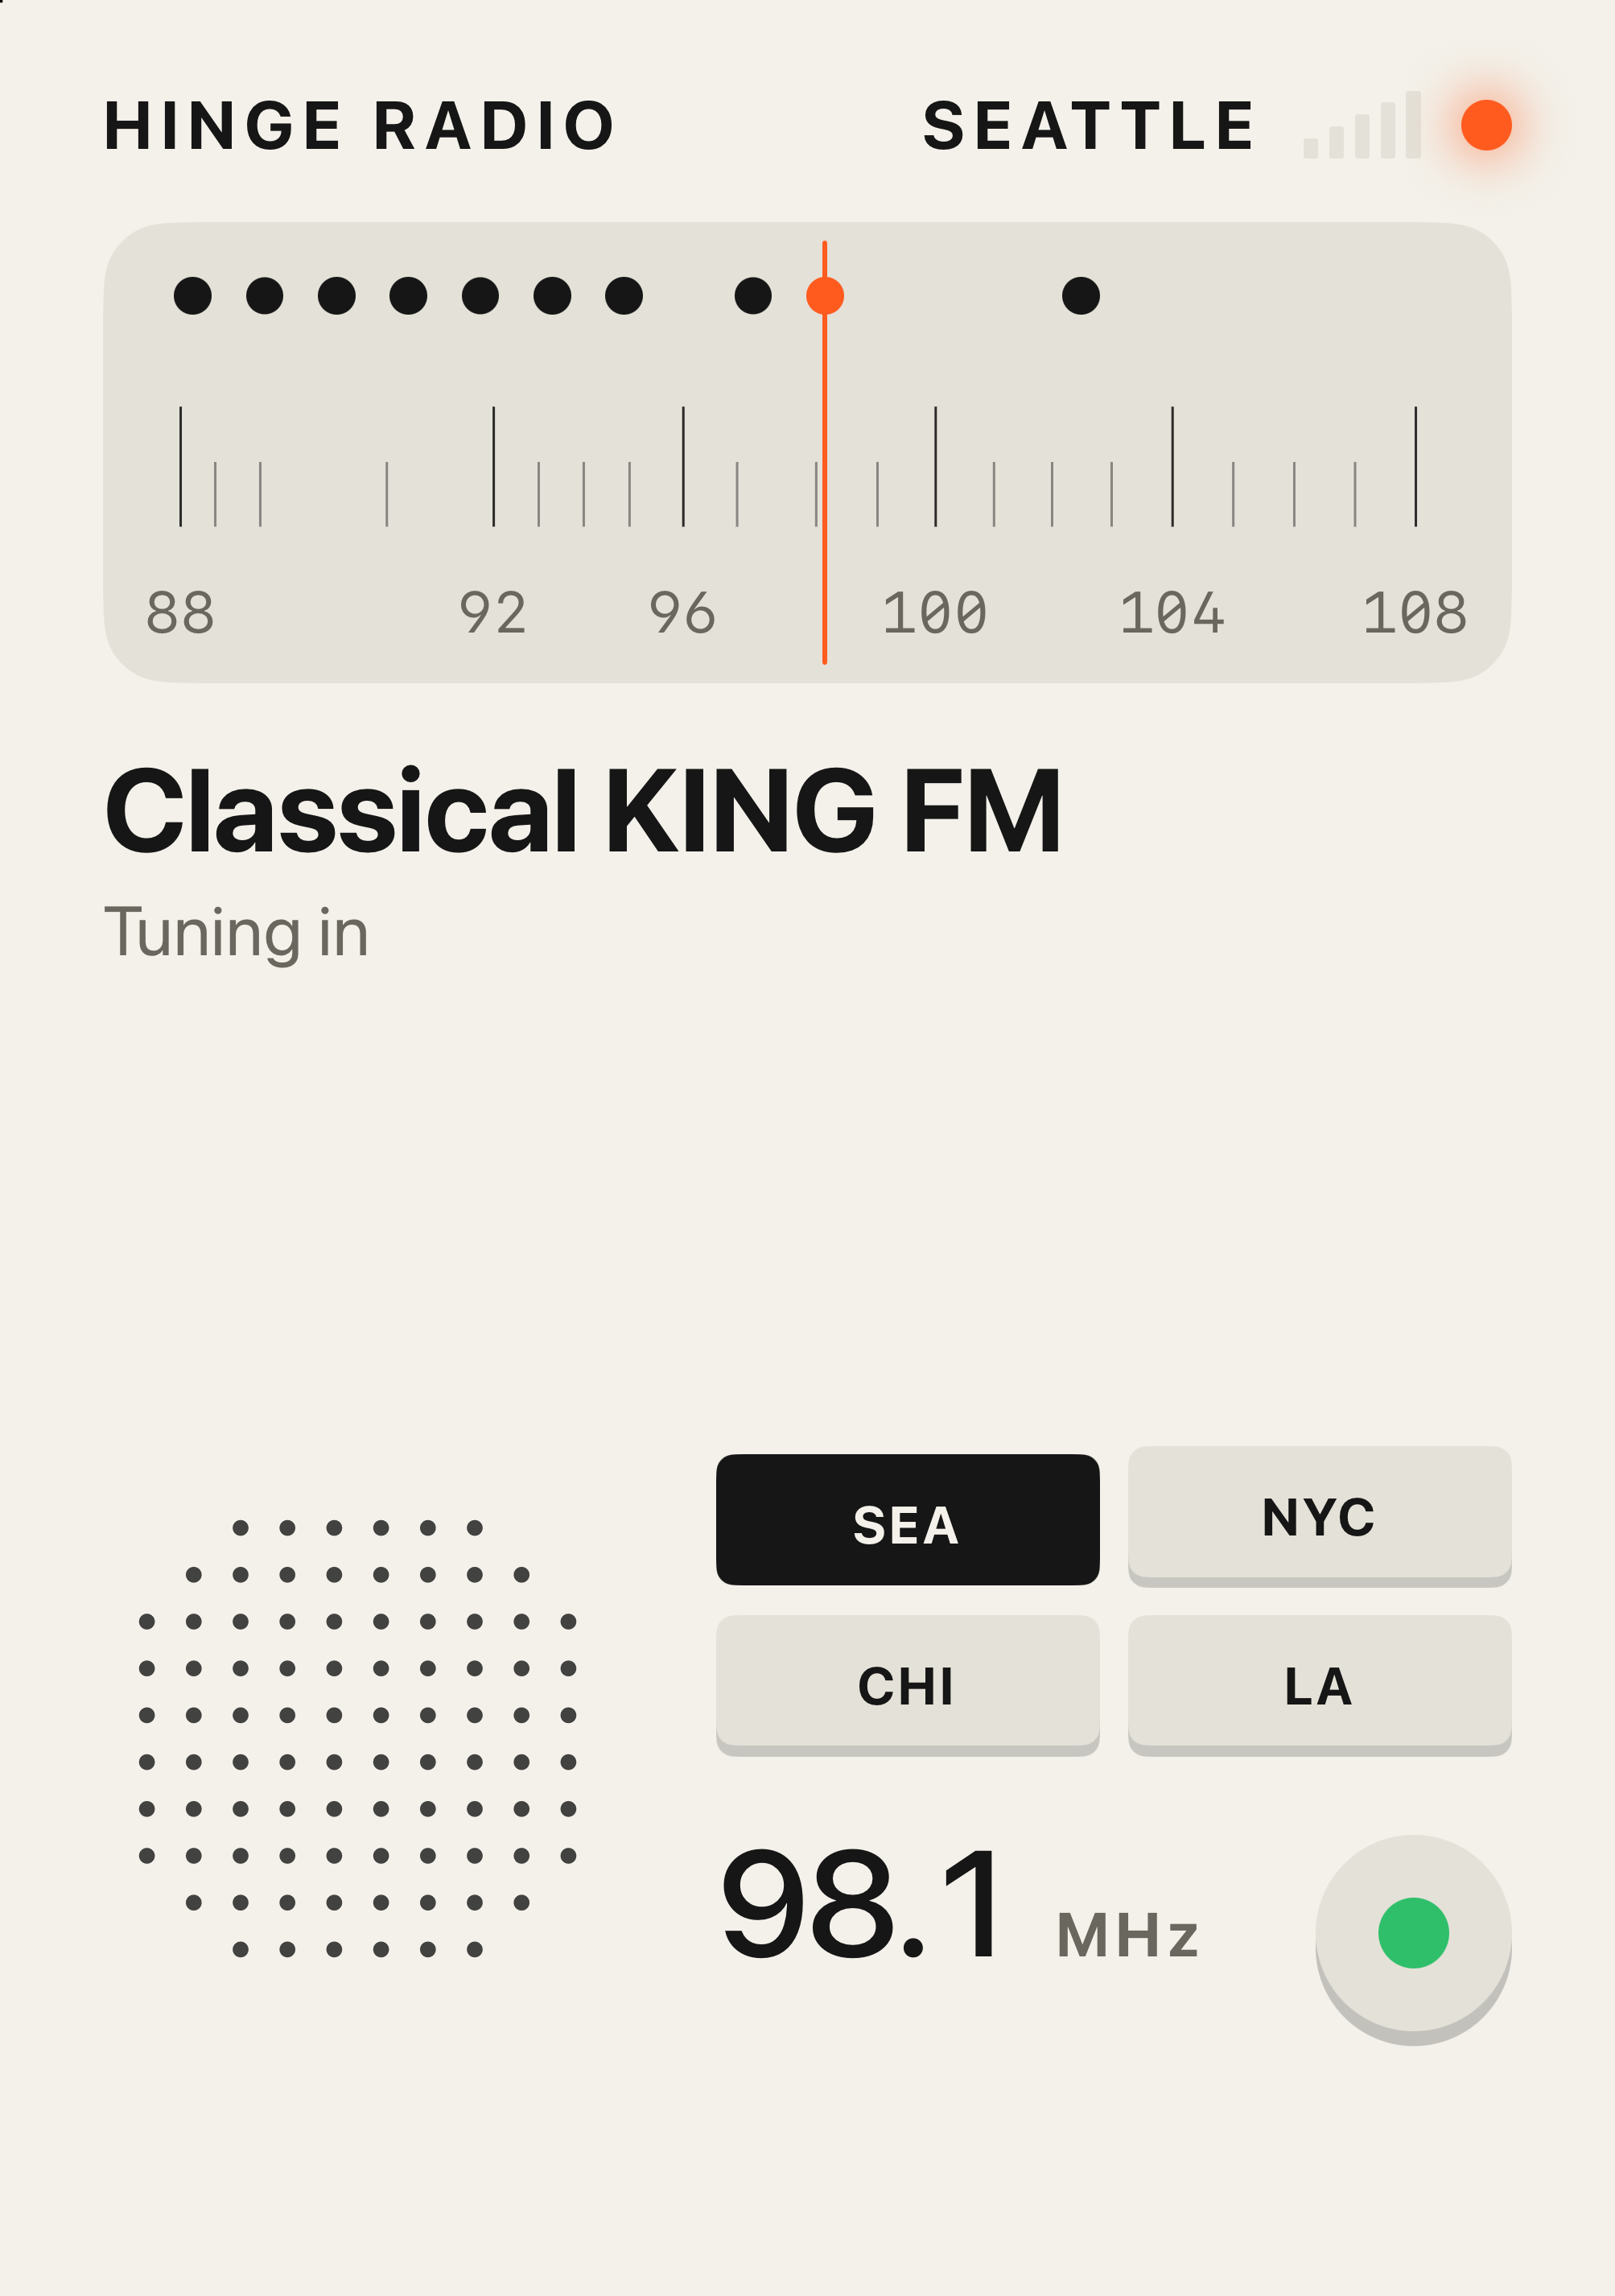 HINGE RADIO SEATTLE
88 92 96 100 104 108
Classical KING FM
Tuning in
SEA NYC
CHI LA
98.1 MHz